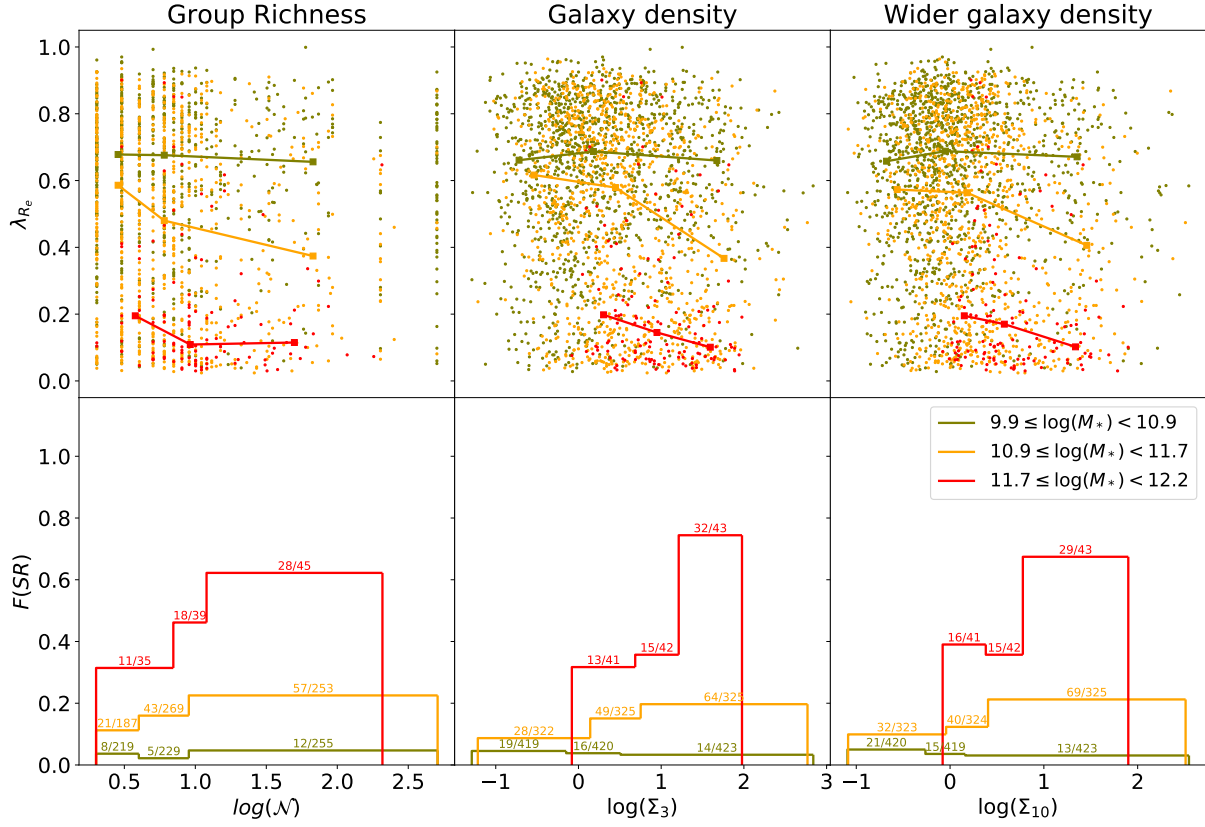 Group Richness
Galaxy density
Wider galaxy density
1.0
0.8
0.6
0.4
0.2
0.0
λ_{R_e}
9.9 ≤ log(M_*) < 10.9
10.9 ≤ log(M_*) < 11.7
11.7 ≤ log(M_*) < 12.2
1.0
0.8
0.6
0.4
0.2
0.0
F(SR)
11/35
18/39
28/45
21/187
43/269
57/253
8/219
5/229
12/255
13/41
15/42
32/43
28/322
49/325
64/325
19/419
16/420
14/423
16/41
15/42
29/43
32/323
40/324
69/325
21/420
15/419
13/423
0.5 1.0 1.5 2.0 2.5
−1 0 1 2 3
−1 0 1 2
log(𝒩)
log(Σ₃)
log(Σ₁₀)